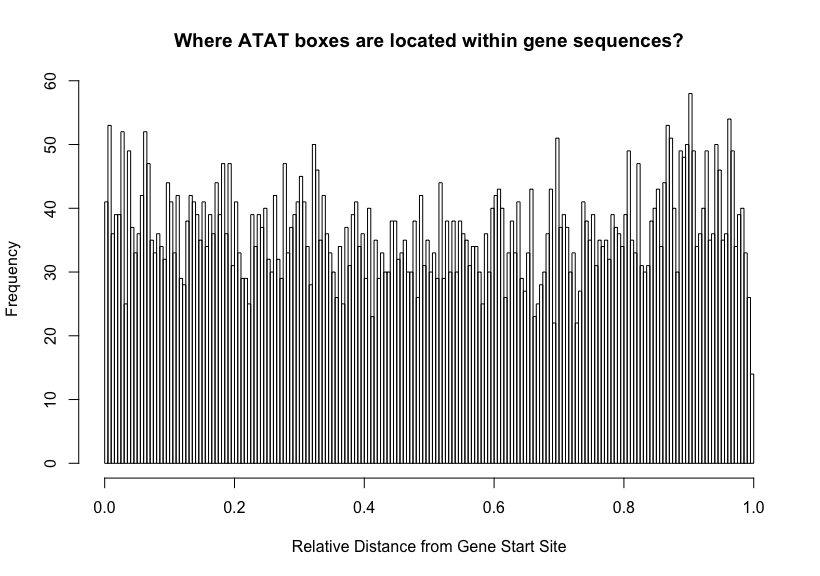 Where ATAT boxes are located within gene sequences?
60
50
40
30
20
10
0
Frequency
0.0 0.2 0.4 0.6 0.8 1.0
Relative Distance from Gene Start Site